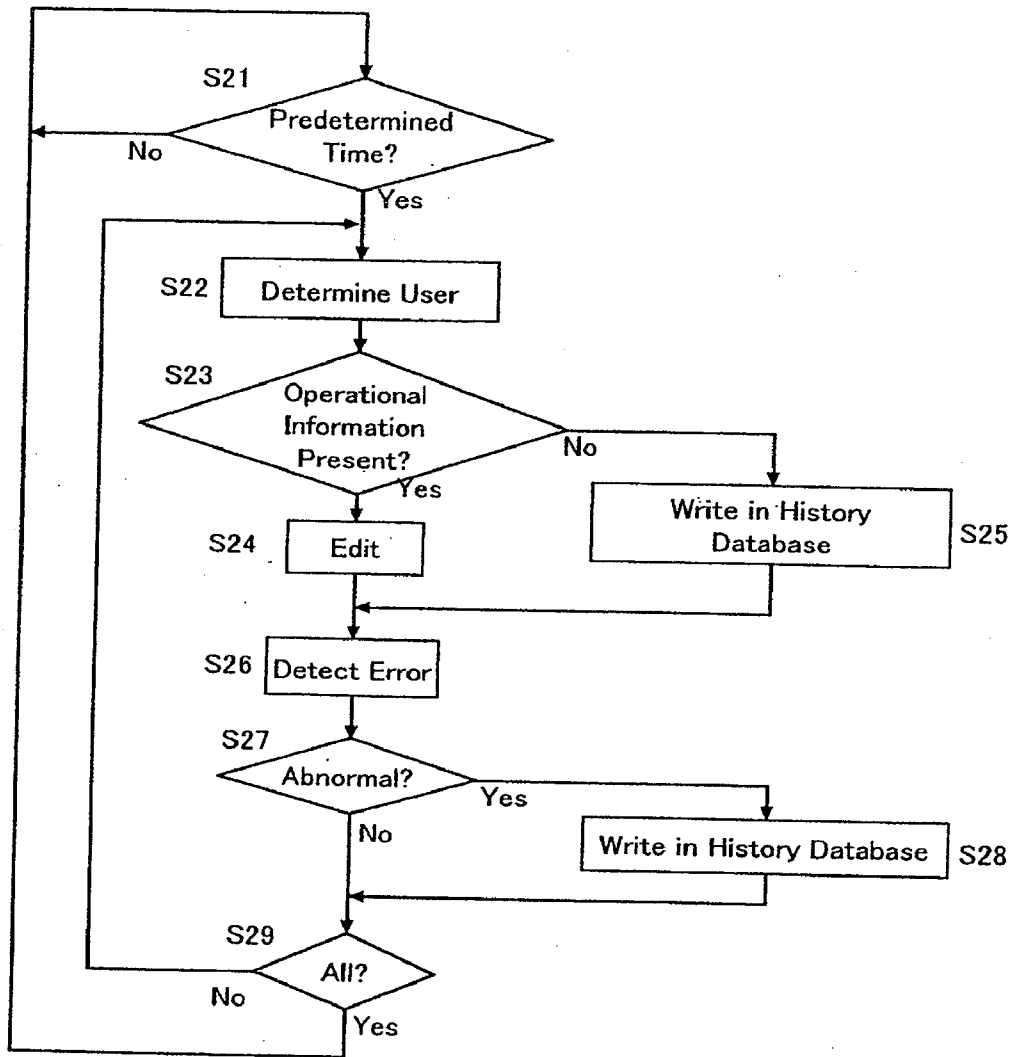 S21
Predetermined
Time?
No
Yes
S22
Determine User
S23
Operational
Information
Present?
No
Yes
Write in History
Database
S25
S24
Edit
S26
Detect Error
S27
Abnormal?
Yes
No
Write in History Database
S28
S29
All?
No
Yes